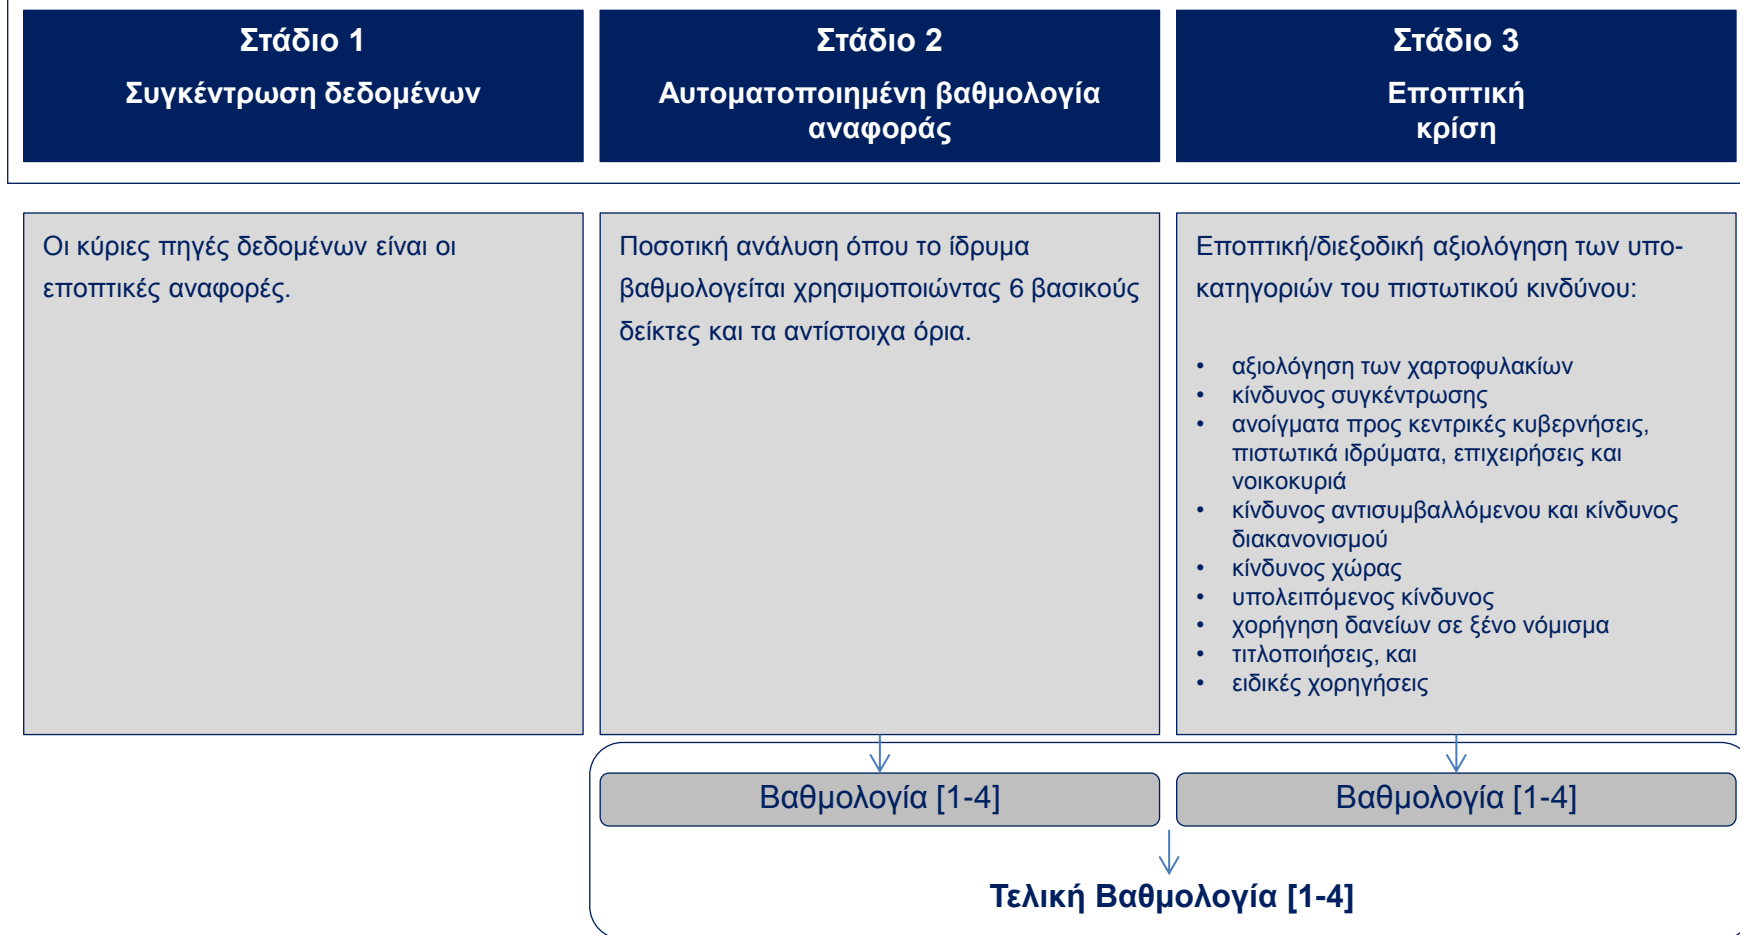 Στάδιο 1
Συγκέντρωση δεδομένων
Στάδιο 2
Αυτοματοποιημένη βαθμολογία
αναφοράς
Στάδιο 3
Εποπτική
κρίση
Οι κύριες πηγές δεδομένων είναι οι
εποπτικές αναφορές.
Ποσοτική ανάλυση όπου το ίδρυμα
βαθμολογείται χρησιμοποιώντας 6 βασικούς
δείκτες και τα αντίστοιχα όρια.
Εποπτική/διεξοδική αξιολόγηση των υπο-
κατηγοριών του πιστωτικού κινδύνου:
• αξιολόγηση των χαρτοφυλακίων
• κίνδυνος συγκέντρωσης
• ανοίγματα προς κεντρικές κυβερνήσεις,
πιστωτικά ιδρύματα, επιχειρήσεις και
νοικοκυριά
• κίνδυνος αντισυμβαλλόμενου και κίνδυνος
διακανονισμού
• κίνδυνος χώρας
• υπολειπόμενος κίνδυνος
• χορήγηση δανείων σε ξένο νόμισμα
• τιτλοποιήσεις, και
• ειδικές χορηγήσεις
Βαθμολογία [1-4]
Βαθμολογία [1-4]
Τελική Βαθμολογία [1-4]